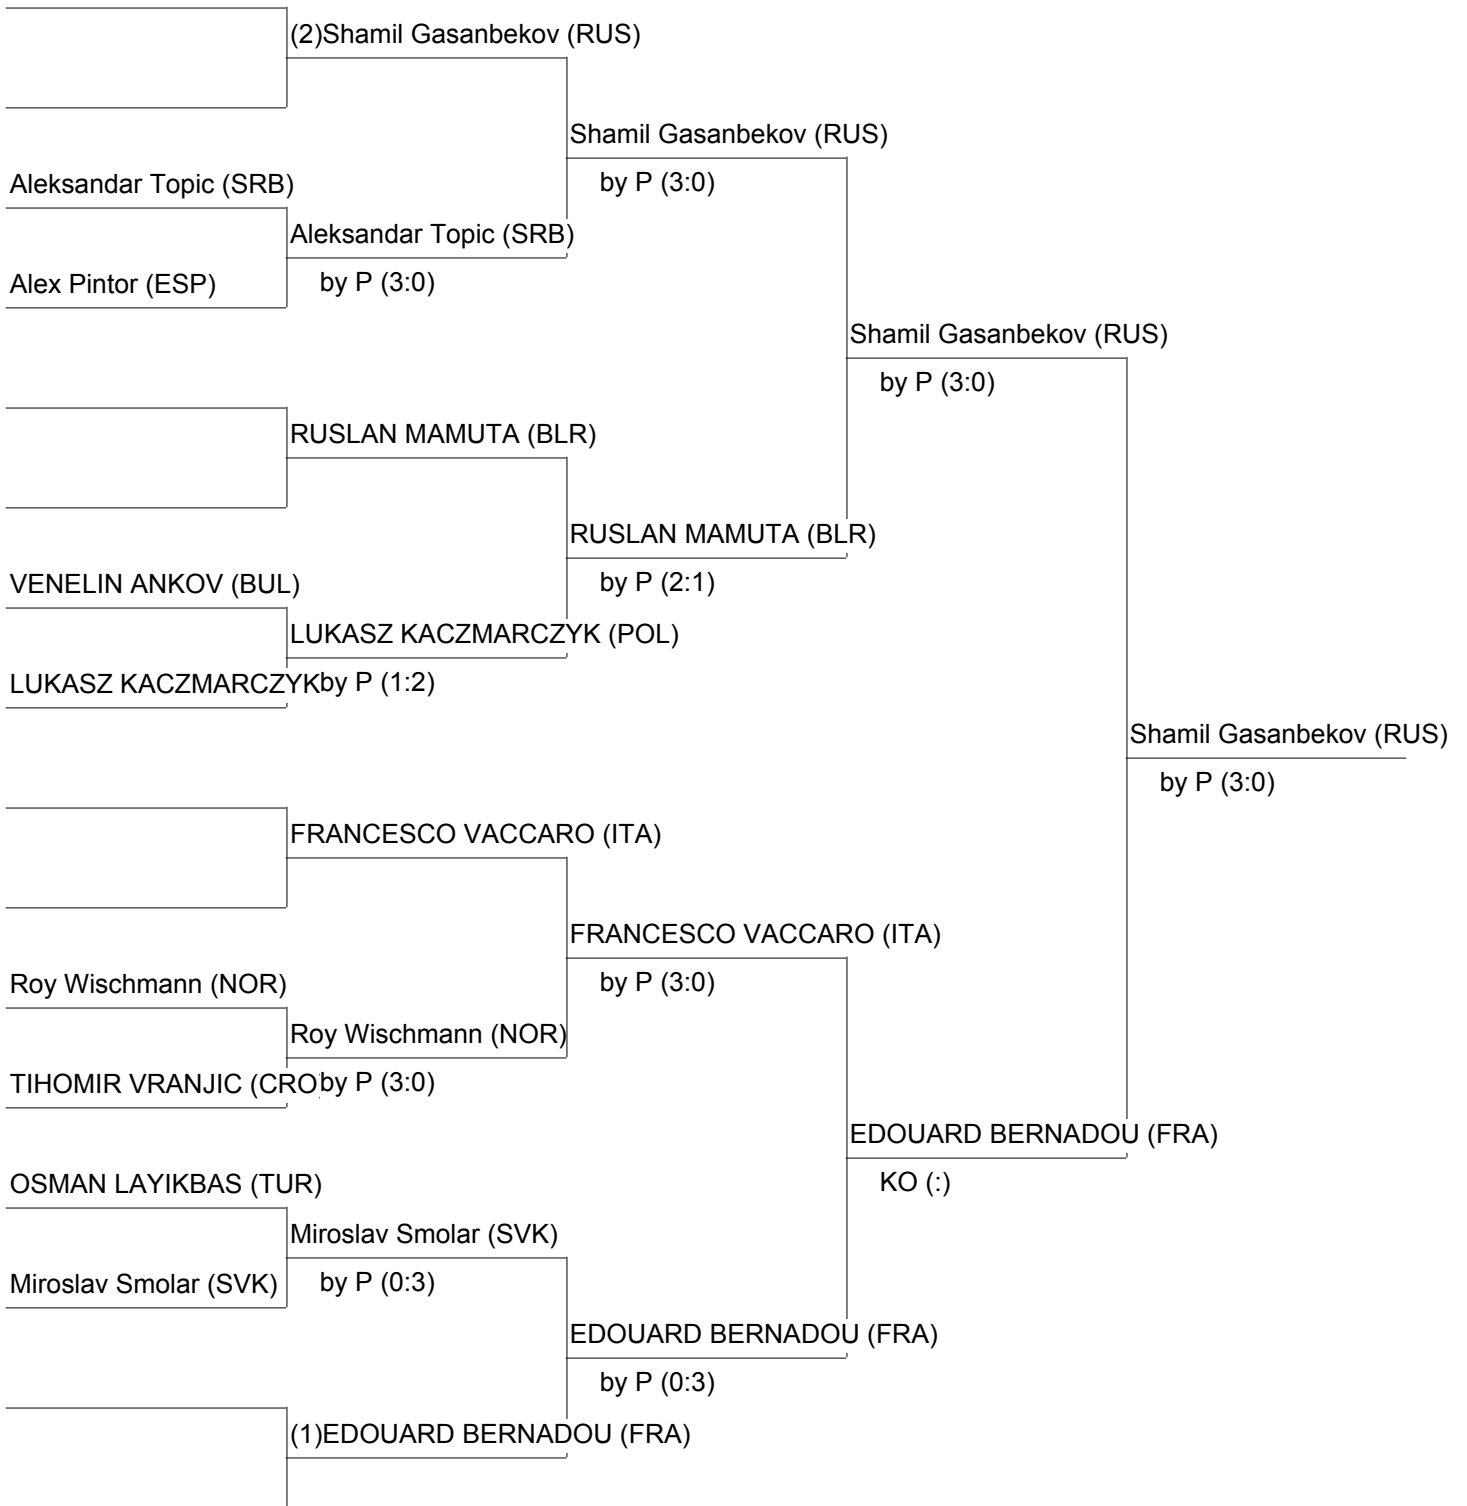 (2)Shamil Gasanbekov (RUS)
Shamil Gasanbekov (RUS)
by P (3:0)
Aleksandar Topic (SRB)
Aleksandar Topic (SRB)
Alex Pintor (ESP)
by P (3:0)
Shamil Gasanbekov (RUS)
by P (3:0)
RUSLAN MAMUTA (BLR)
RUSLAN MAMUTA (BLR)
by P (2:1)
VENELIN ANKOV (BUL)
LUKASZ KACZMARCZYK (POL)
LUKASZ KACZMARCZYK
by P (1:2)
Shamil Gasanbekov (RUS)
by P (3:0)
FRANCESCO VACCARO (ITA)
FRANCESCO VACCARO (ITA)
by P (3:0)
Roy Wischmann (NOR)
Roy Wischmann (NOR)
TIHOMIR VRANJIC (CRO)
by P (3:0)
EDOUARD BERNADOU (FRA)
KO (:)
OSMAN LAYIKBAS (TUR)
Miroslav Smolar (SVK)
Miroslav Smolar (SVK)
by P (0:3)
EDOUARD BERNADOU (FRA)
by P (0:3)
(1)EDOUARD BERNADOU (FRA)